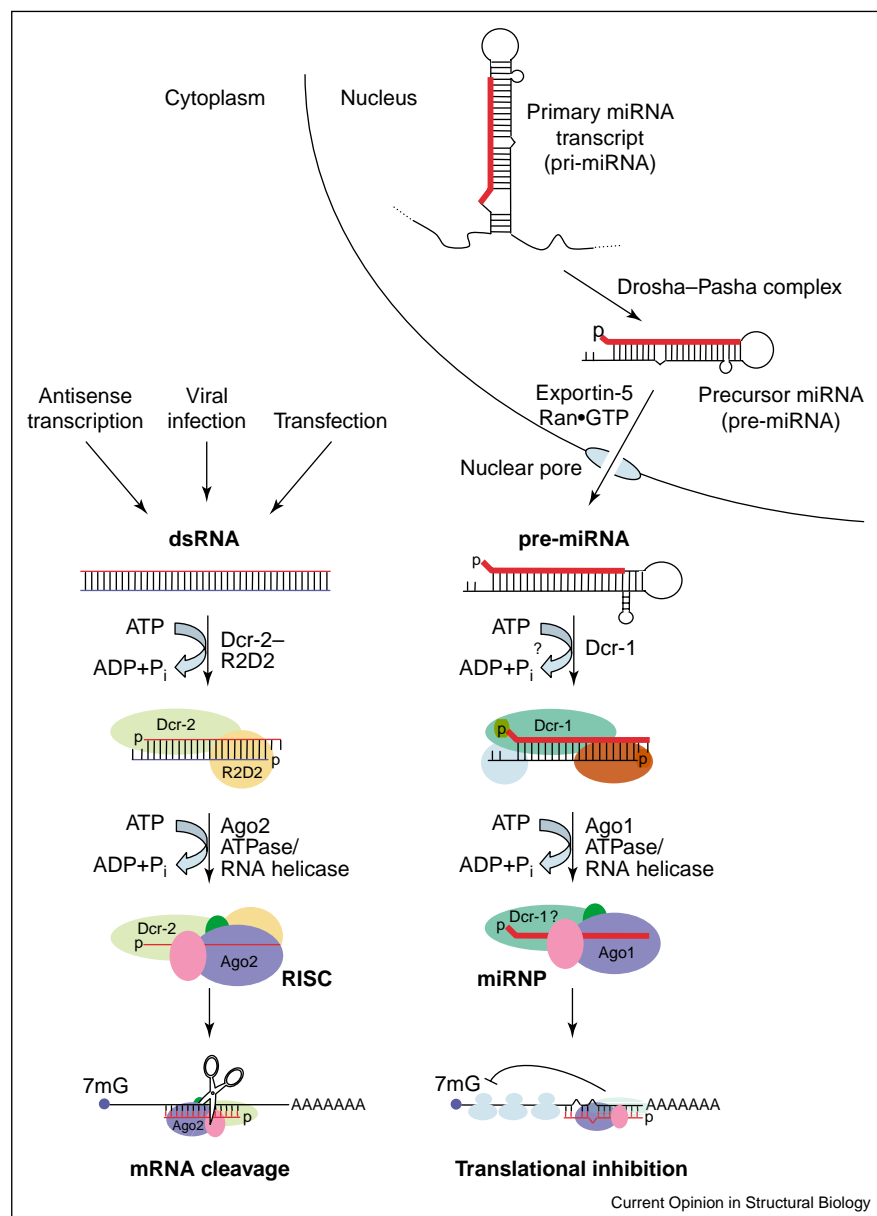 Cytoplasm
Nucleus
Primary miRNA
transcript
(pri-miRNA)
Drosha–Pasha complex
p
Exportin-5
Ran•GTP
Precursor miRNA
(pre-miRNA)
Nuclear pore
Antisense
transcription
Viral
infection
Transfection
dsRNA
ATP
ADP+Pi
Dcr-2–
R2D2
Dcr-2
p
R2D2
p
ATP
ADP+Pi
Ago2
ATPase/
RNA helicase
Dcr-2
p
Ago2
RISC
7mG
AAAAAAA
Ago2
p
mRNA cleavage
pre-miRNA
p
ATP
?
ADP+Pi
Dcr-1
p
Dcr-1
p
ATP
ADP+Pi
Ago1
ATPase/
RNA helicase
Dcr-1?
p
Ago1
miRNP
7mG
AAAAAAA
p
Translational inhibition
Current Opinion in Structural Biology